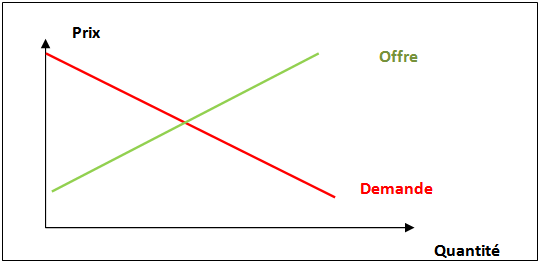 Prix
Offre
Demande
Quantité